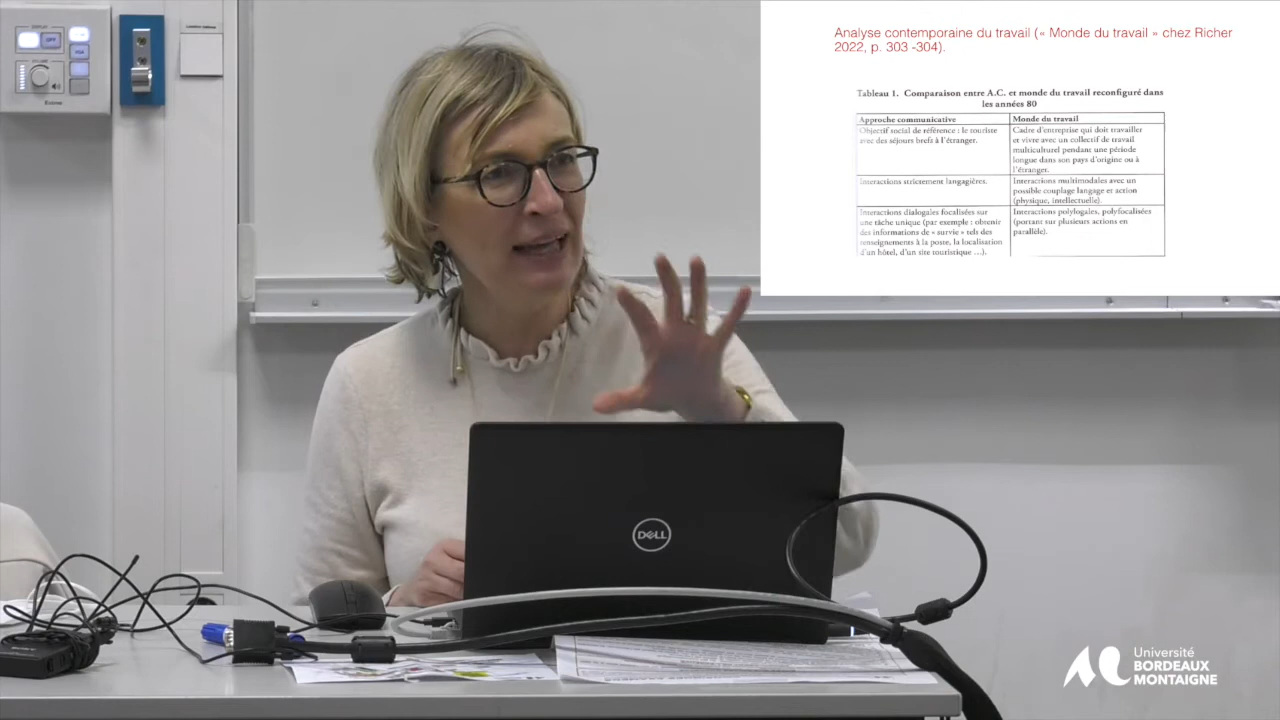 Analyse contemporaine du travail (« Monde du travail » chez Richer
2022, p. 303 -304).
Tableau 1. Comparaison entre A.C. et monde du travail reconfiguré dans
les années 80
Approche communicative
Objectif social de référence : le touriste
avec des séjours brefs à l'étranger.
Monde du travail
Cadre d'entreprise qui doit travailler
et vivre avec un collectif de travail
multiculturel pendant une période
longue dans son pays d'origine ou à
l'étranger.
Interactions strictement langagières.
Interactions multimodales avec un
possible couplage langage et action
(physique, intellectuelle).
Interactions dialogales focalisées sur
une tâche unique (par exemple : obtenir
des informations de « survie » tels des
renseignements à la poste, la localisation
d'un hôtel, d'un site touristique …).
Interactions polylogales, polyfocalisées
(portant sur plusieurs actions en
parallèle).
DELL
Université
BORDEAUX
MONTAIGNE